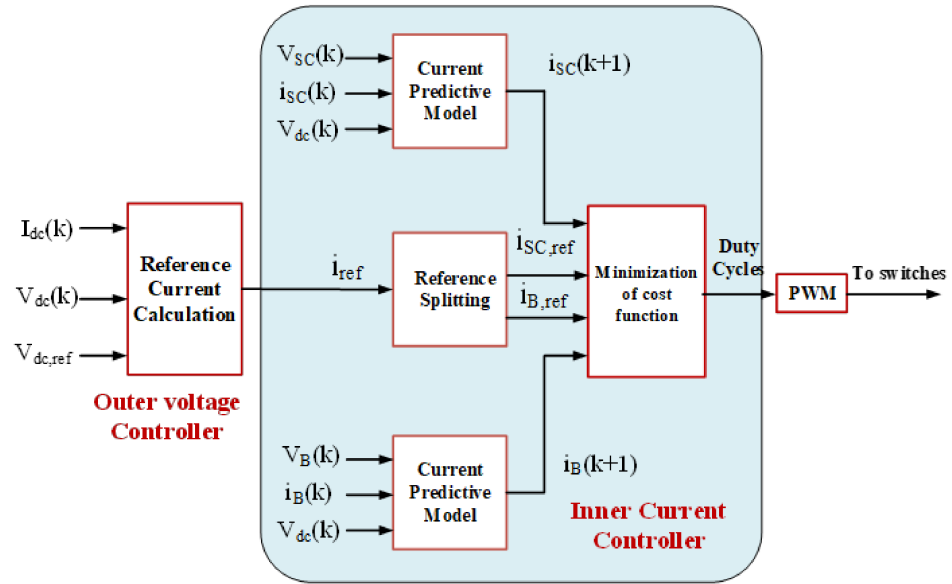 V_SC(k)
i_SC(k)
V_dc(k)
Current
Predictive
Model
i_SC(k+1)
I_dc(k)
V_dc(k)
V_dc,ref
Reference
Current
Calculation
Outer voltage
Controller
i_ref
Reference
Splitting
i_SC,ref
i_B,ref
Minimization
of cost
function
Duty
Cycles
PWM
To switches
V_B(k)
i_B(k)
V_dc(k)
Current
Predictive
Model
i_B(k+1)
Inner Current
Controller